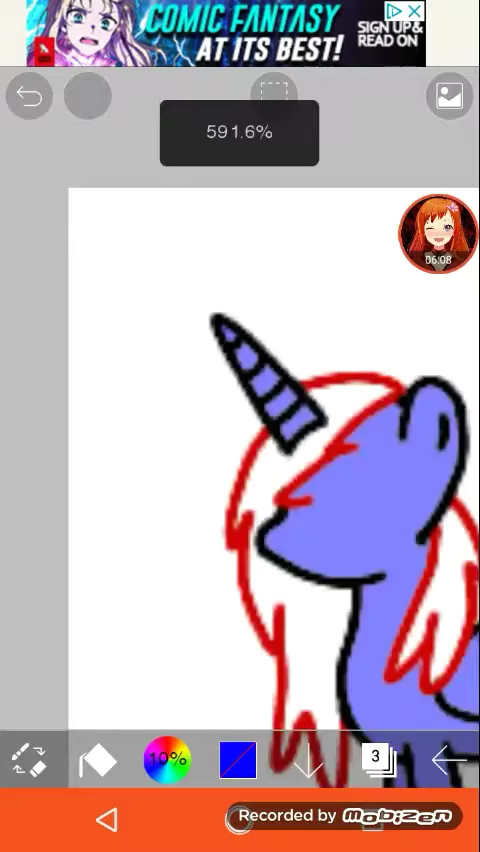 COMIC FANTASY
AT ITS BEST!
SIGN UP&
READ ON
591.6%
06:08
10%
3
Recorded by Mobizen